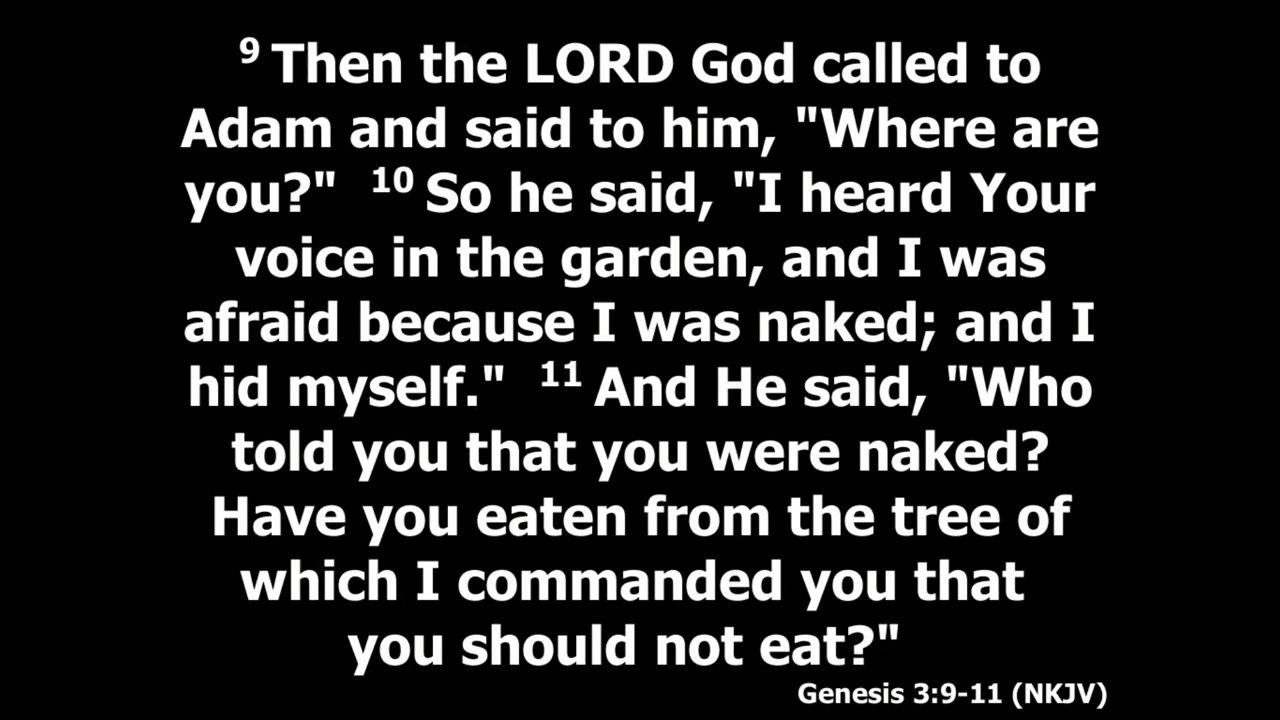 9 Then the LORD God called to
Adam and said to him, "Where are
you?" 10 So he said, "I heard Your
voice in the garden, and I was
afraid because I was naked; and I
hid myself." 11 And He said, "Who
told you that you were naked?
Have you eaten from the tree of
which I commanded you that
you should not eat?"
Genesis 3:9-11 (NKJV)